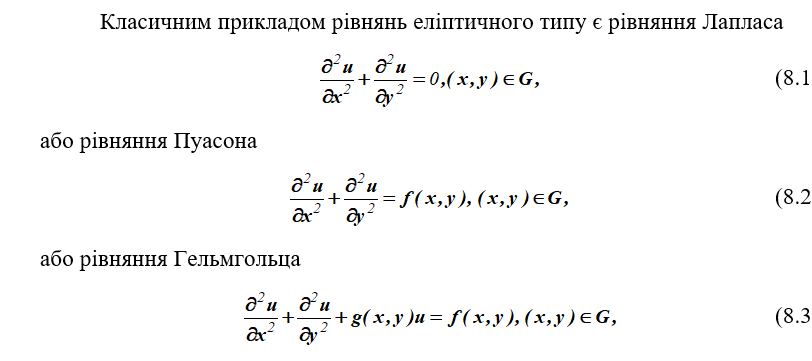 Класичним прикладом рівнянь еліптичного типу є рівняння Лапласа
∂²u/∂x² + ∂²u/∂y² = 0, (x, y) ∈ G, (8.1
або рівняння Пуасона
∂²u/∂x² + ∂²u/∂y² = f(x, y), (x, y) ∈ G, (8.2
або рівняння Гельмгольца
∂²u/∂x² + ∂²u/∂y² + g(x, y)u = f(x, y), (x, y) ∈ G, (8.3